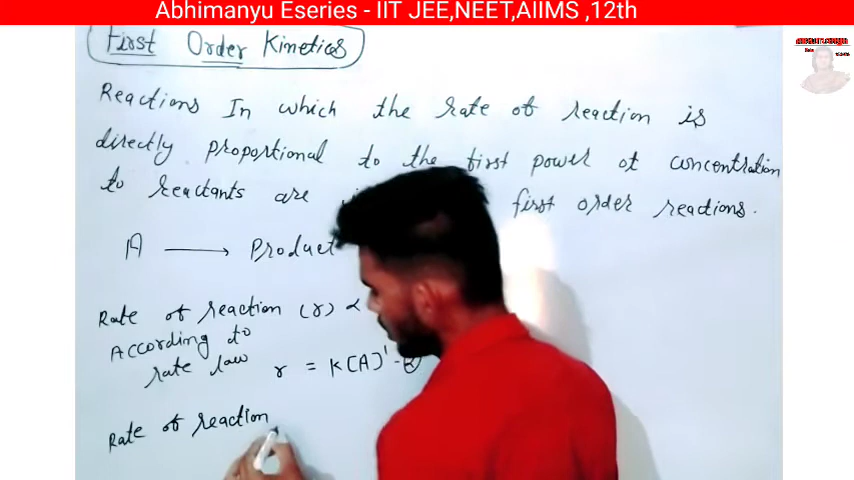 Abhimanyu Eseries - IIT JEE,NEET,AIIMS ,12th
First Order Kinetics
Reactions In which the rate of reaction is
directly proportional to the first power of concentration
to reactants are first order reactions.
A ⟶ Product
Rate of reaction (r) ∝
According to
rate law r = K[A]¹ -②
Rate of reaction